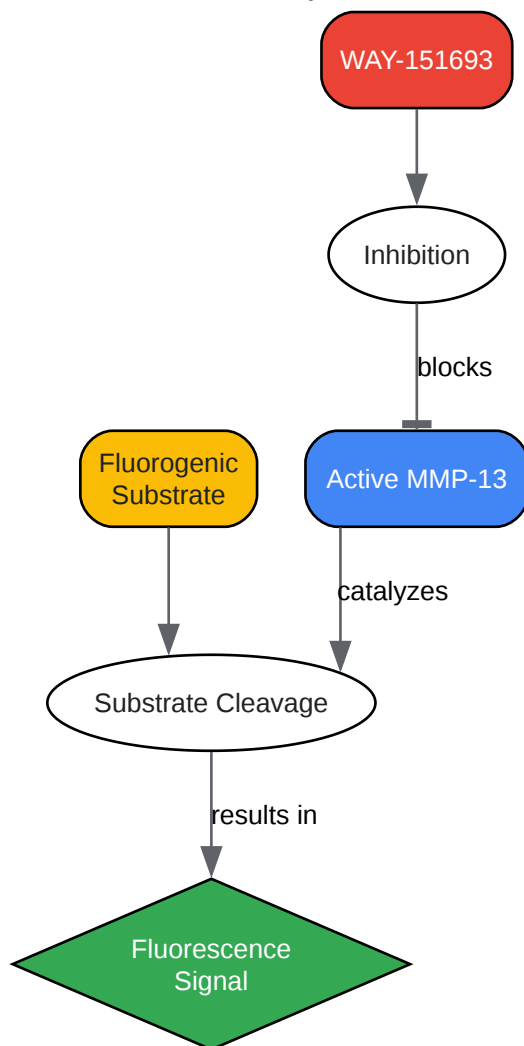 WAY-151693
Inhibition
blocks
Fluorogenic
Substrate
Active MMP-13
catalyzes
Substrate Cleavage
results in
Fluorescence
Signal